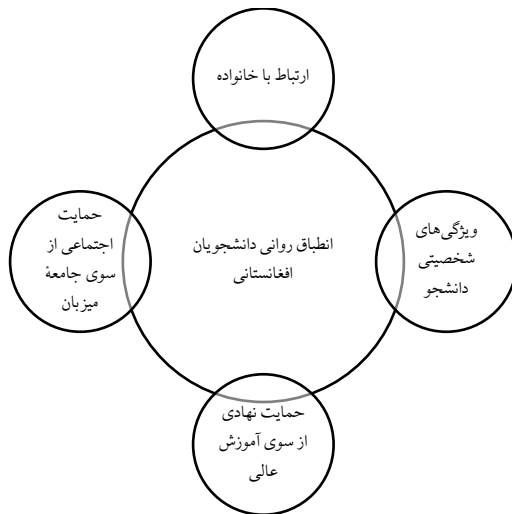 ارتباط با خانواده
ویژگی‌های
شخصیتی
دانشجو
انطباق روانی دانشجویان
افغانستانی
حمایت
اجتماعی از
سوی جامعۀ
میزبان
حمایت نهادی
از سوی آموزش
عالی